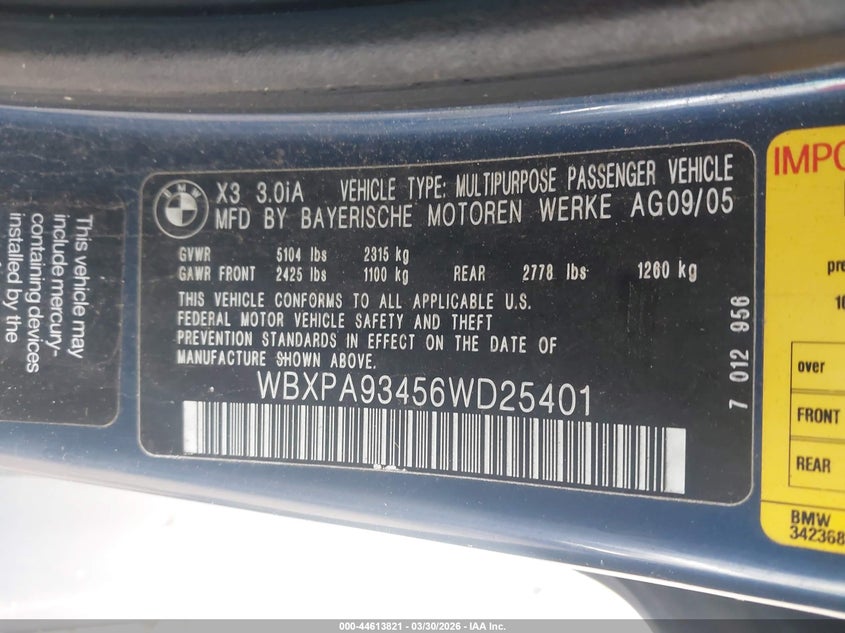 This vehicle may
include mercury-
containing devices
installed by the
BMW
X3 3.0iA VEHICLE TYPE: MULTIPURPOSE PASSENGER VEHICLE
MFD BY BAYERISCHE MOTOREN WERKE AG09/05
GVWR 5104 lbs 2315 kg
GAWR FRONT 2425 lbs 1100 kg REAR 2778 lbs 1260 kg
THIS VEHICLE CONFORMS TO ALL APPLICABLE U.S.
FEDERAL MOTOR VEHICLE SAFETY AND THEFT
PREVENTION STANDARDS IN EFFECT ON THE DATE OF
MANUFACTURE SHOWN ABOVE.
WBXPA93456WD25401
7 012 956
IMPO
pre
10
over
FRONT
REAR
BMW
342368
000-44613821 / 03/30/2026 - IAA Inc.